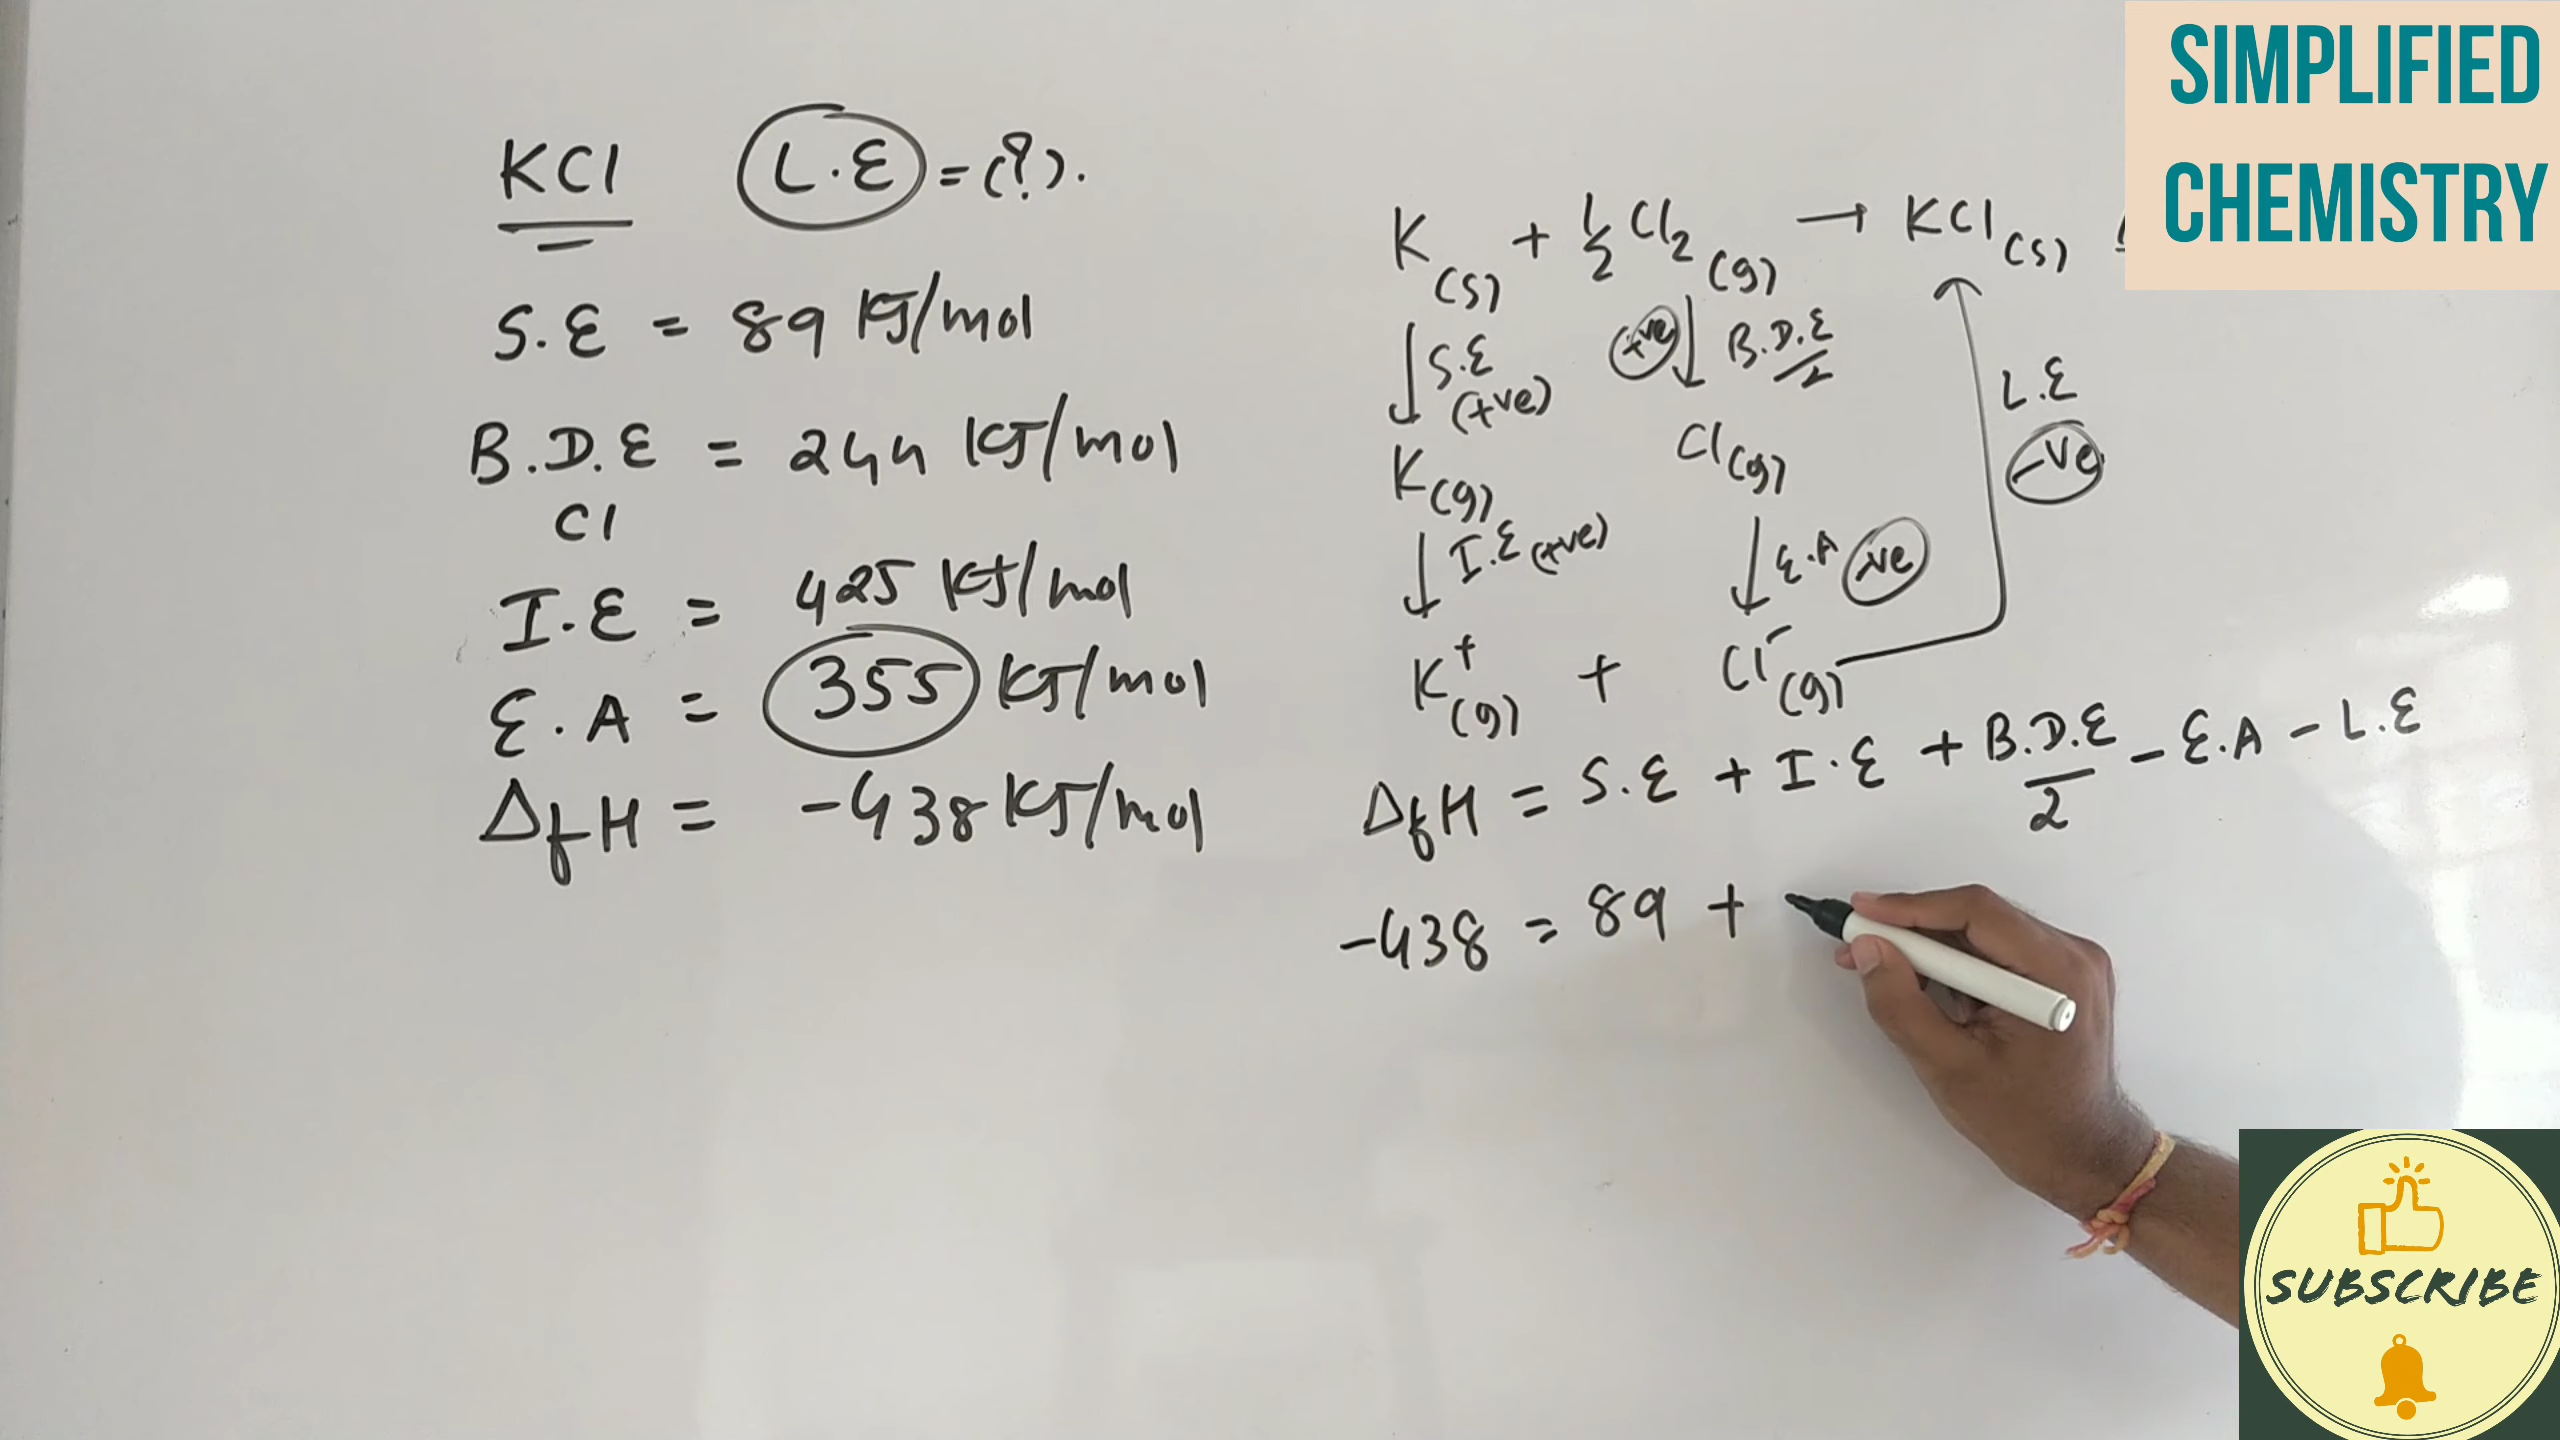 KCl L.E = (?).
S.E = 89 KJ/mol
B.D.E = 244 KJ/mol
Cl
I.E = 425 KJ/mol
E.A = 355 KJ/mol
ΔfH = -438 KJ/mol
K(s) + 1/2 Cl2(g) → KCl(s)
S.E (+ve)
+ve B.D.E/2
L.E -ve
K(g) Cl(g)
I.E (+ve) E.A -ve
K+(g) + Cl-(g)
ΔfH = S.E + I.E + B.D.E/2 - E.A - L.E
-438 = 89 +
SIMPLIFIED
CHEMISTRY
SUBSCRIBE